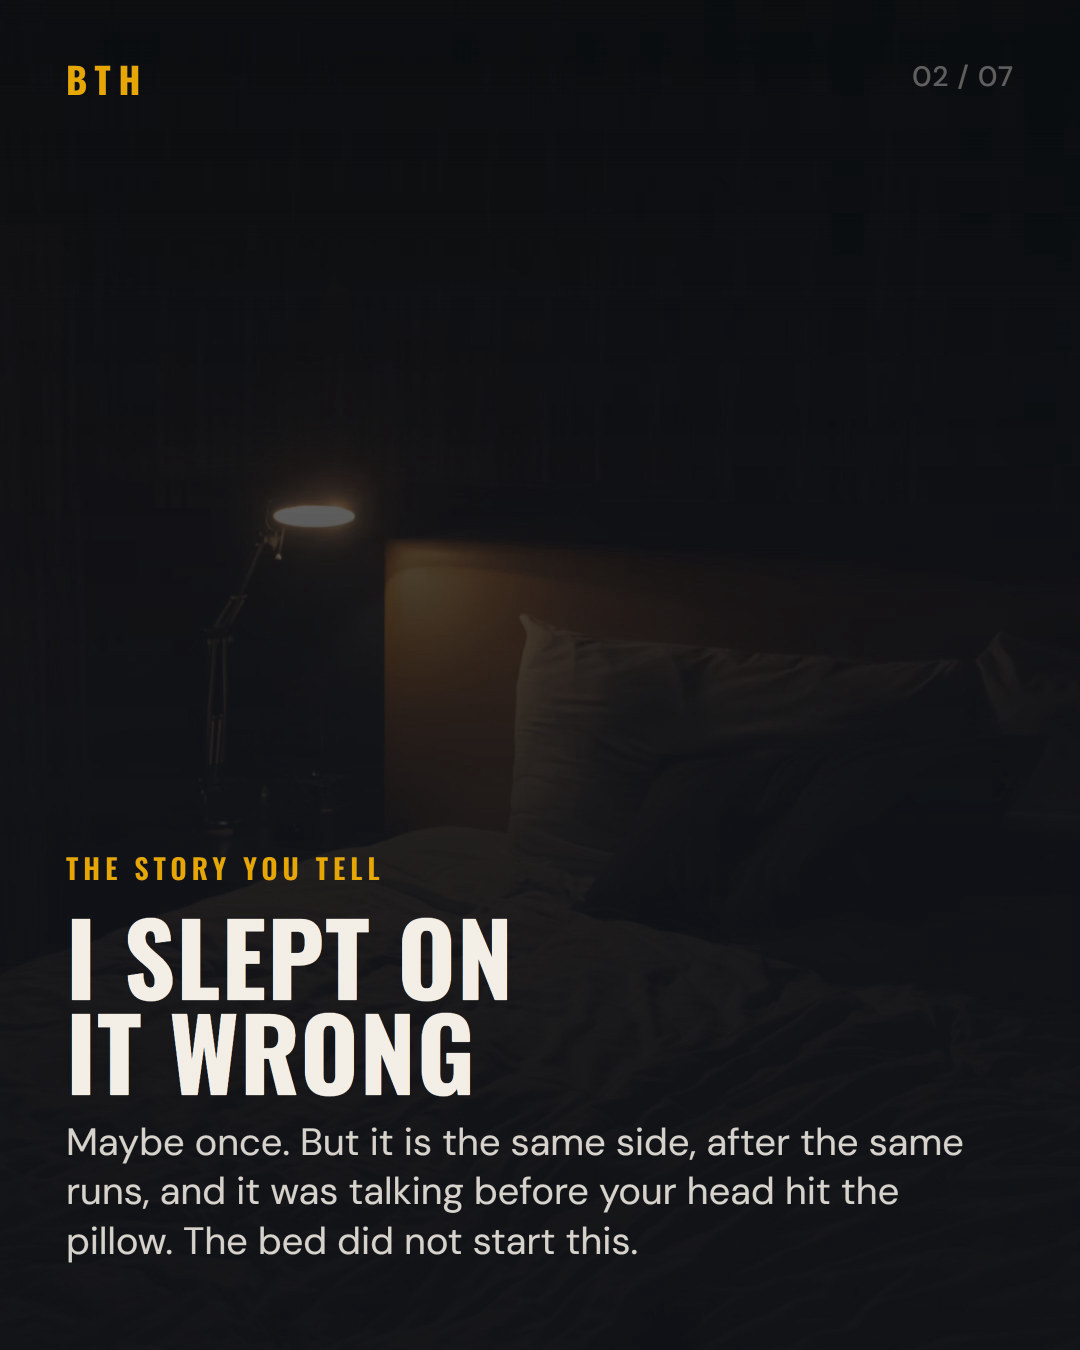 BTH
02 / 07
THE STORY YOU TELL
I SLEPT ON
IT WRONG
Maybe once. But it is the same side, after the same
runs, and it was talking before your head hit the
pillow. The bed did not start this.